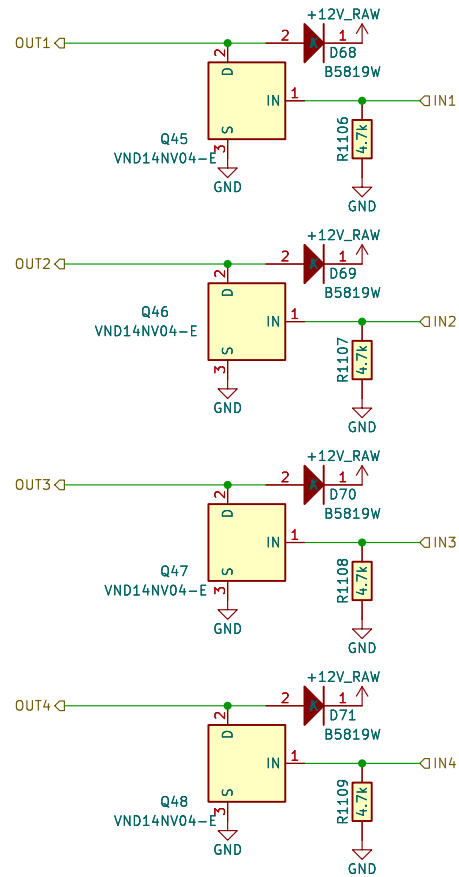 +12V_RAW
OUT1
2
1
D68
B5819W
2
D
IN
1
IN1
Q45
VND14NV04-E
S
3
GND
R1106
4.7k
GND
+12V_RAW
OUT2
2
1
D69
B5819W
2
D
IN
1
IN2
Q46
VND14NV04-E
S
3
GND
R1107
4.7k
GND
+12V_RAW
OUT3
2
1
D70
B5819W
2
D
IN
1
IN3
Q47
VND14NV04-E
S
3
GND
R1108
4.7k
GND
+12V_RAW
OUT4
2
1
D71
B5819W
2
D
IN
1
IN4
Q48
VND14NV04-E
S
3
GND
R1109
4.7k
GND